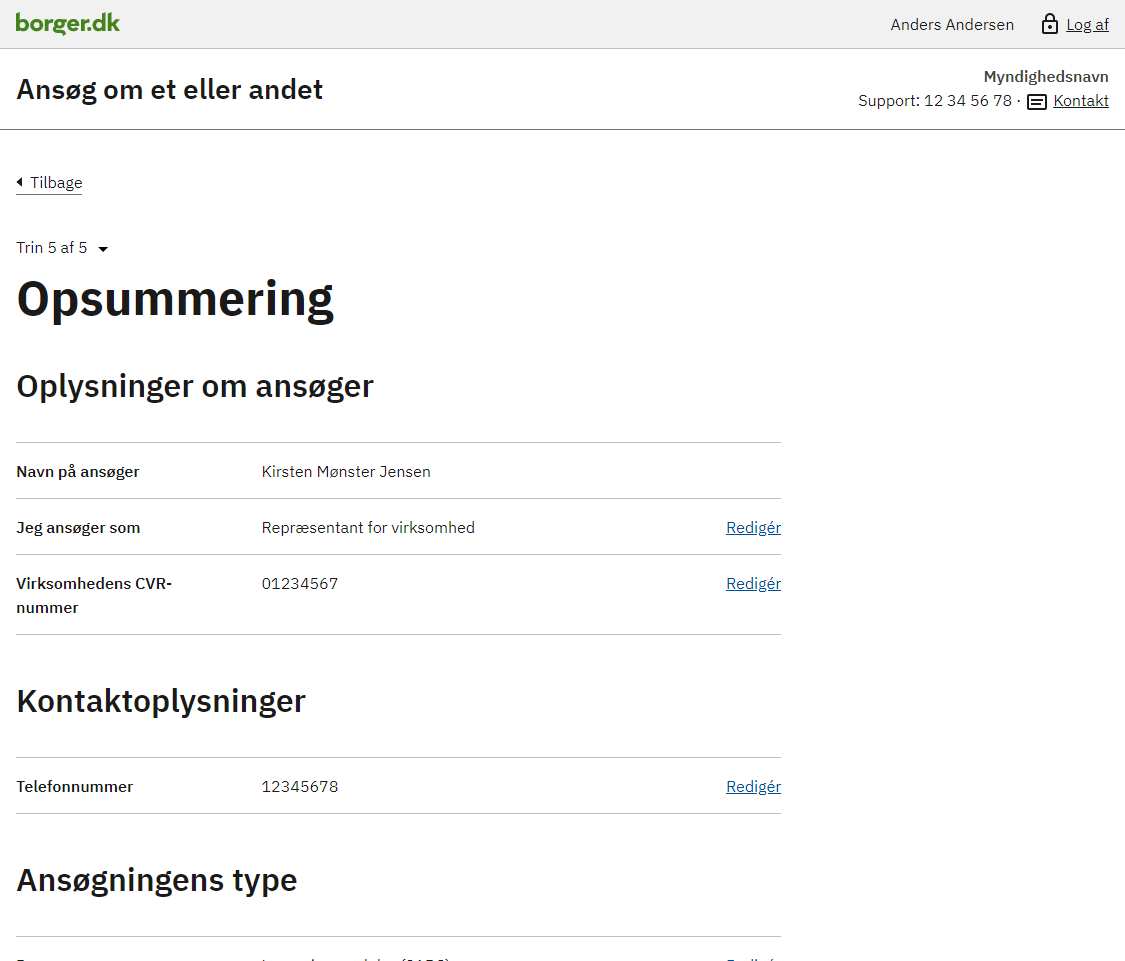 borger.dk
Anders Andersen
Log af
Ansøg om et eller andet
Myndighedsnavn
Support: 12 34 56 78 · Kontakt
Tilbage
Trin 5 af 5
Opsummering
Oplysninger om ansøger
Navn på ansøger
Kirsten Mønster Jensen
Jeg ansøger som
Repræsentant for virksomhed
Redigér
Virksomhedens CVR-
nummer
01234567
Redigér
Kontaktoplysninger
Telefonnummer
12345678
Redigér
Ansøgningens type